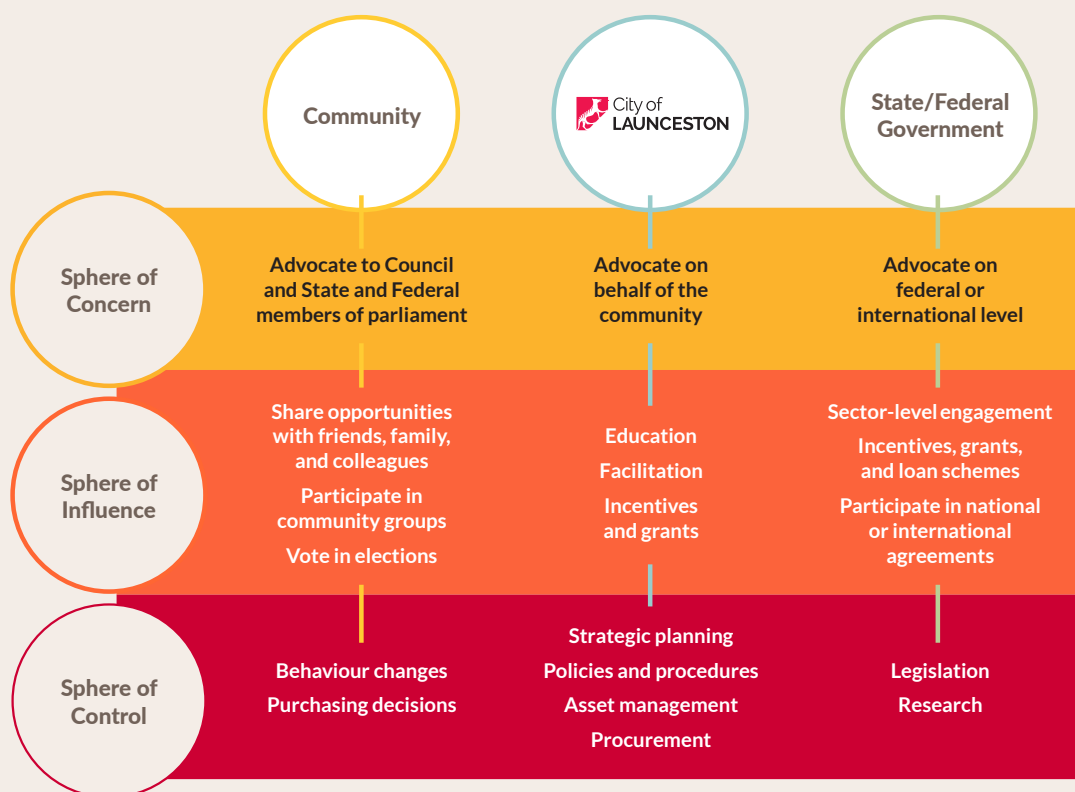 Community
City of
LAUNCESTON
State/Federal
Government
Sphere of
Concern
Advocate to Council
and State and Federal
members of parliament
Advocate on
behalf of the
community
Advocate on
federal or
international level
Sphere of
Influence
Share opportunities
with friends, family,
and colleagues
Participate in
community groups
Vote in elections
Education
Facilitation
Incentives
and grants
Sector-level engagement
Incentives, grants,
and loan schemes
Participate in national
or international
agreements
Sphere of
Control
Behaviour changes
Purchasing decisions
Strategic planning
Policies and procedures
Asset management
Procurement
Legislation
Research